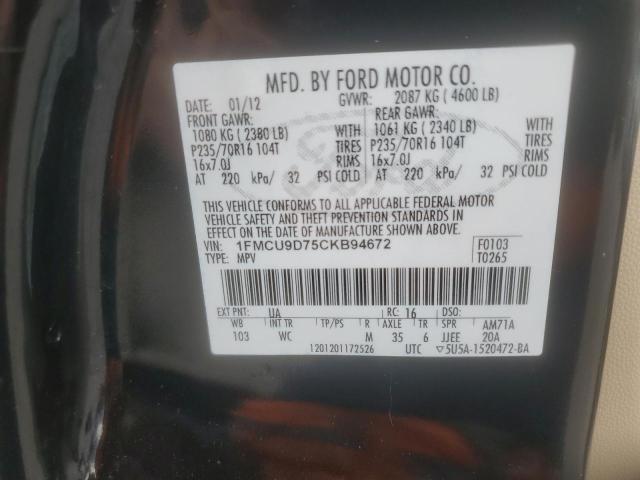 MFD. BY FORD MOTOR CO.
DATE: 01/12 GVWR: 2087 KG ( 4600 LB)
FRONT GAWR: REAR GAWR:
1080 KG ( 2380 LB) WITH 1061 KG ( 2340 LB) WITH
P235/70R16 104T TIRES P235/70R16 104T TIRES
16x7.0J RIMS 16x7.0J RIMS
AT 220 kPa/ 32 PSI COLD AT 220 kPa/ 32 PSI COLD
THIS VEHICLE CONFORMS TO ALL APPLICABLE FEDERAL MOTOR
VEHICLE SAFETY AND THEFT PREVENTION STANDARDS IN
EFFECT ON THE DATE OF MANUFACTURE SHOWN ABOVE.
VIN: 1FMCU9D75CKB94672 F0103
TYPE: MPV T0265
EXT PNT: UA RC: 16 DSO:
WB INT TR TP/PS R AXLE TR SPR AM71A
103 WC M 35 6 JJEE 20A
1201201172526 UTC ▽5U5A-1520472-BA
Ford